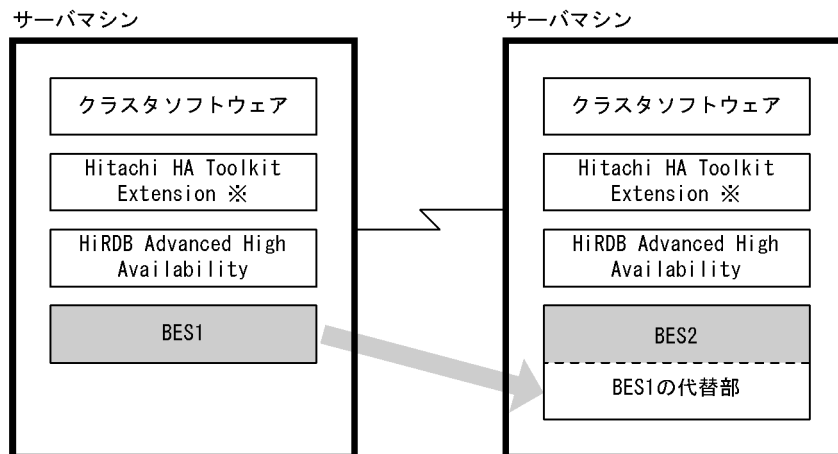 サーバマシン
クラスタソフトウェア
Hitachi HA Toolkit
Extension ※
HiRDB Advanced High
Availability
BES1
サーバマシン
クラスタソフトウェア
Hitachi HA Toolkit
Extension ※
HiRDB Advanced High
Availability
BES2
BES1の代替部